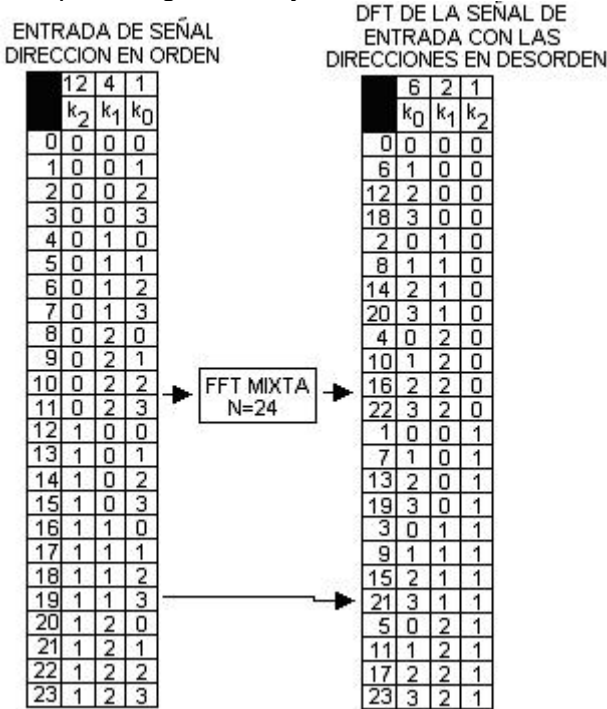 ENTRADA DE SEÑAL
DIRECCION EN ORDEN
12 4 1
k2 k1 k0
0 0 0 0
1 0 0 1
2 0 0 2
3 0 0 3
4 0 1 0
5 0 1 1
6 0 1 2
7 0 1 3
8 0 2 0
9 0 2 1
10 0 2 2
11 0 2 3
12 1 0 0
13 1 0 1
14 1 0 2
15 1 0 3
16 1 1 0
17 1 1 1
18 1 1 2
19 1 1 3
20 1 2 0
21 1 2 1
22 1 2 2
23 1 2 3
FFT MIXTA
N=24
DFT DE LA SEÑAL DE
ENTRADA CON LAS
DIRECCIONES EN DESORDEN
6 2 1
k0 k1 k2
0 0 0 0
6 1 0 0
12 2 0 0
18 3 0 0
2 0 1 0
8 1 1 0
14 2 1 0
20 3 1 0
4 0 2 0
10 1 2 0
16 2 2 0
22 3 2 0
1 0 0 1
7 1 0 1
13 2 0 1
19 3 0 1
3 0 1 1
9 1 1 1
15 2 1 1
21 3 1 1
5 0 2 1
11 1 2 1
17 2 2 1
23 3 2 1